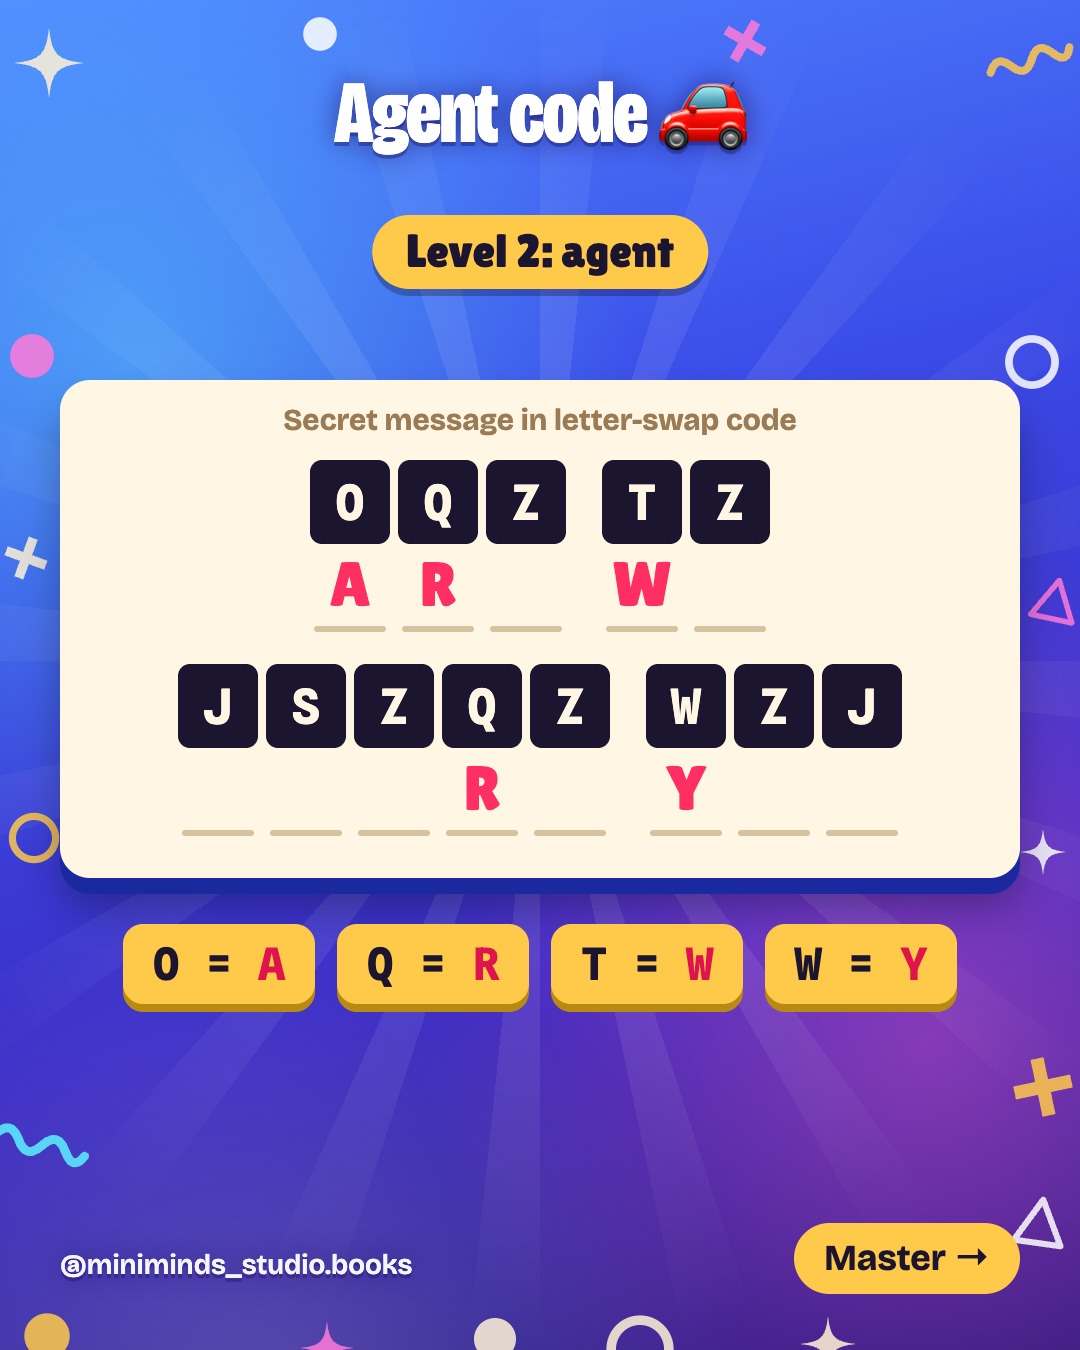 Agent code
Level 2: agent
Secret message in letter-swap code
O Q Z T Z
A R W
J S Z Q Z W Z J
R Y
O = A Q = R T = W W = Y
@miniminds_studio.books
Master →